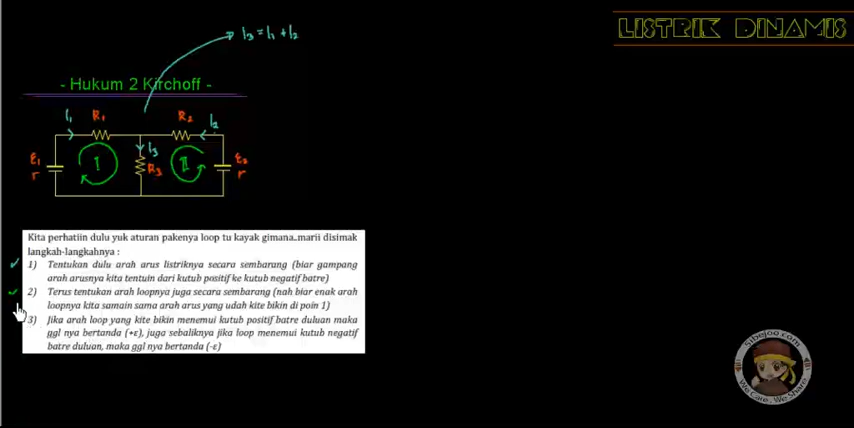 LISTRIK DINAMIS
I₃ = I₁ + I₂
- Hukum 2 Kirchoff -
I₁ R₁ R₂ I₂
ε₁ I ↓ I₃ II ε₂
r R₃ r
Kita perhatiin dulu yuk aturan pakenya loop tu kayak gimana..marii disimak
langkah-langkahnya :
1) Tentukan dulu arah arus listriknya secara sembarang (biar gampang
arah arusnya kita tentuin dari kutub positif ke kutub negatif batre)
2) Terus tentukan arah loopnya juga secara sembarang (nah biar enak arah
loopnya kita samain sama arah arus yang udah kite bikin di poin 1)
3) Jika arah loop yang kite bikin menemui kutub positif batre duluan maka
ggl nya bertanda (+ε), juga sebaliknya jika loop menemui kutub negatif
batre duluan, maka ggl nya bertanda (-ε)
Sibejoo.com
We Care, We Share